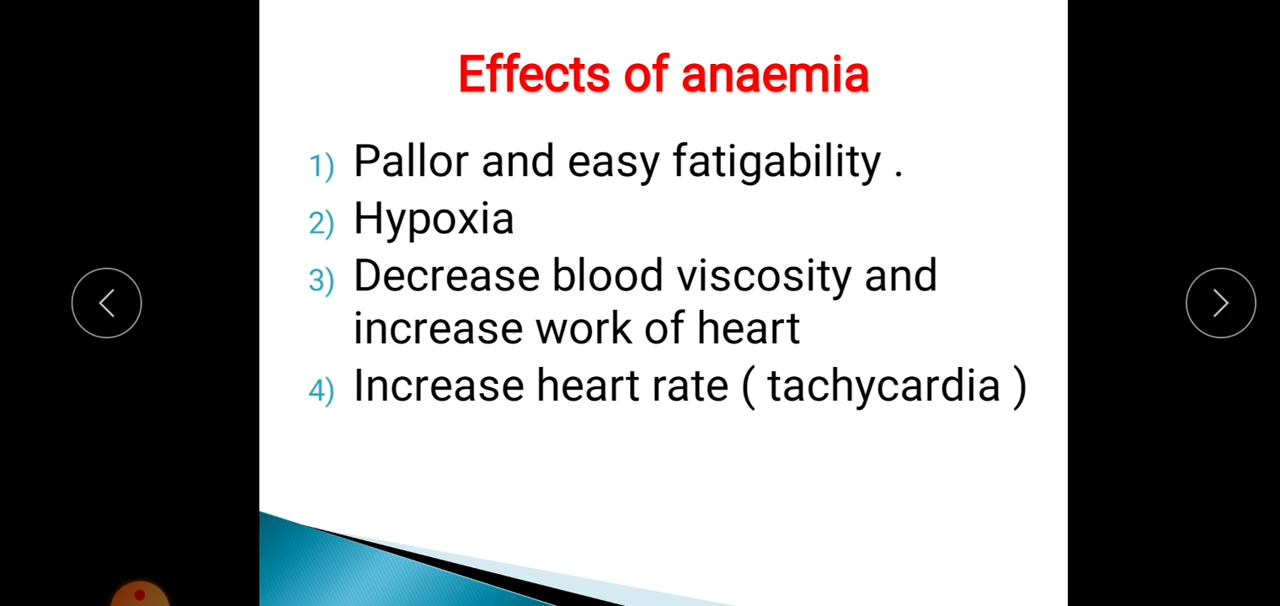 Effects of anaemia
1) Pallor and easy fatigability .
2) Hypoxia
3) Decrease blood viscosity and
increase work of heart
4) Increase heart rate ( tachycardia )